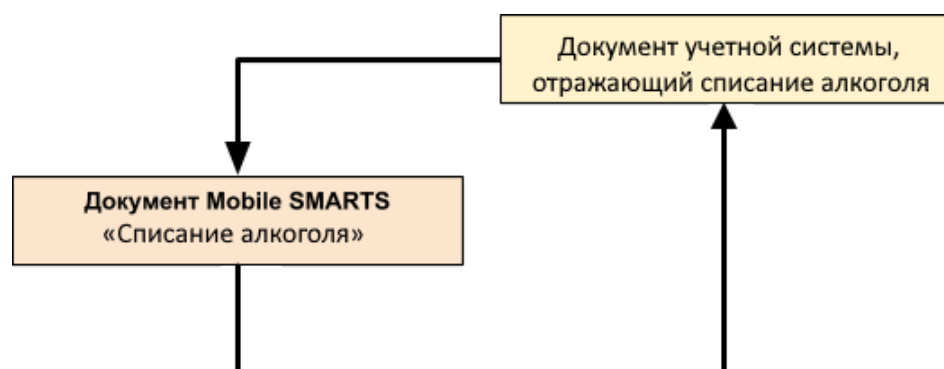 Документ учетной системы,
отражающий списание алкоголя
Документ Mobile SMARTS
«Списание алкоголя»